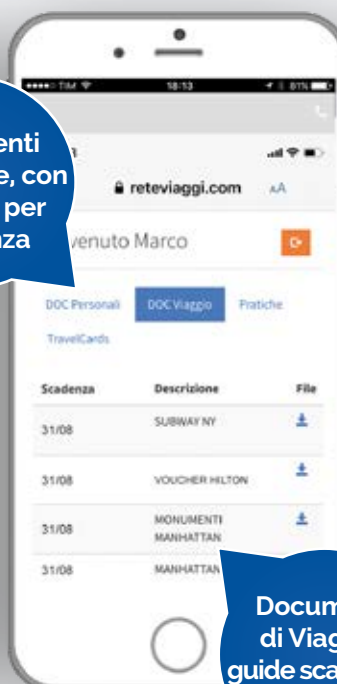 TIM 18:13 81%
enti
e, con
per
nza
reteviaggi.com AA
venuto Marco
DOC Personali DOC Viaggio Pratiche
TravelCards
Scadenza Descrizione File
31/08 SUBWAY NY
31/08 VOUCHER HILTON
31/08 MONUMENTI
MANHATTAN
31/08 MANHATTAN
Docum
di Viag
guide sca